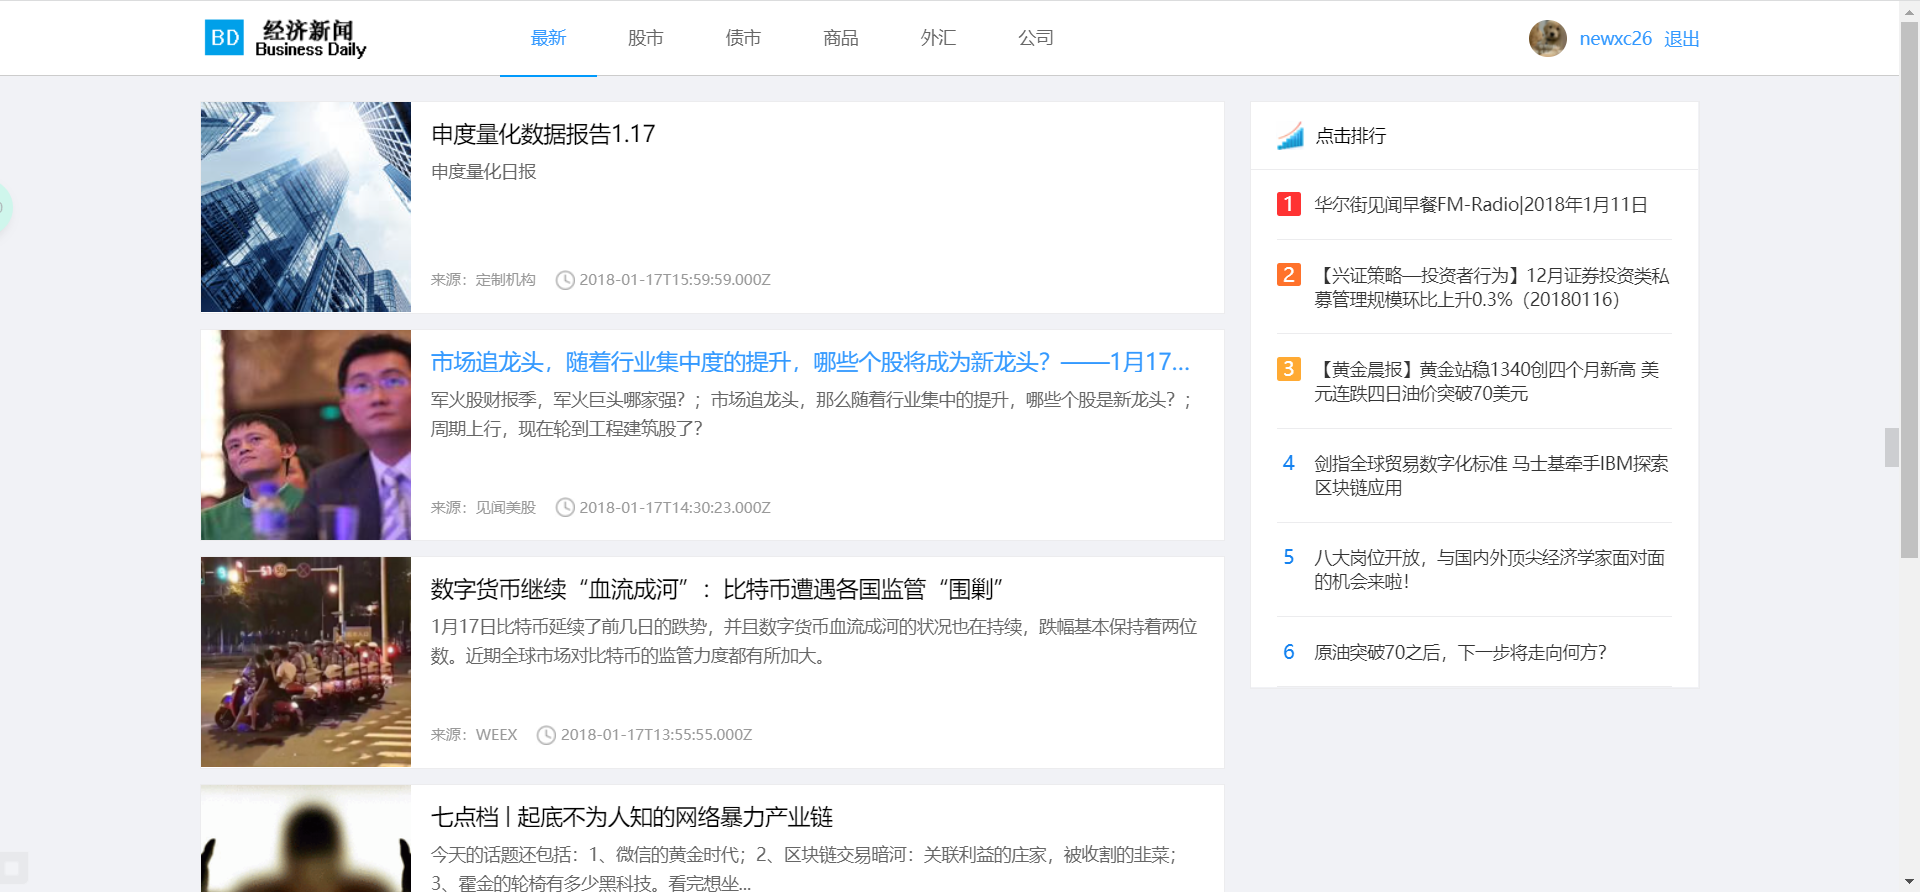 BD 经济新闻
Business Daily
最新 股市 债市 商品 外汇 公司
newxc26 退出
申度量化数据报告1.17
申度量化日报
来源：定制机构 2018-01-17T15:59:59.000Z
市场追龙头，随着行业集中度的提升，哪些个股将成为新龙头？——1月17...
军火股财报季，军火巨头哪家强？；市场追龙头，那么随着行业集中的提升，哪些个股是新龙头？；
周期上行，现在轮到工程建筑股了？
来源：见闻美股 2018-01-17T14:30:23.000Z
数字货币继续“血流成河”：比特币遭遇各国监管“围剿”
1月17日比特币延续了前几日的跌势，并且数字货币血流成河的状况也在持续，跌幅基本保持着两位
数。近期全球市场对比特币的监管力度都有所加大。
来源：WEEX 2018-01-17T13:55:55.000Z
七点档 | 起底不为人知的网络暴力产业链
今天的话题还包括：1、微信的黄金时代；2、区块链交易暗河：关联利益的庄家，被收割的韭菜；
3、霍金的轮椅有多少黑科技。看完想坐...
点击排行
1 华尔街见闻早餐FM-Radio|2018年1月11日
2 【兴证策略—投资者行为】12月证券投资类私
募管理规模环比上升0.3%（20180116）
3 【黄金晨报】黄金站稳1340创四个月新高 美
元连跌四日油价突破70美元
4 剑指全球贸易数字化标准 马士基牵手IBM探索
区块链应用
5 八大岗位开放，与国内外顶尖经济学家面对面
的机会来啦！
6 原油突破70之后，下一步将走向何方？